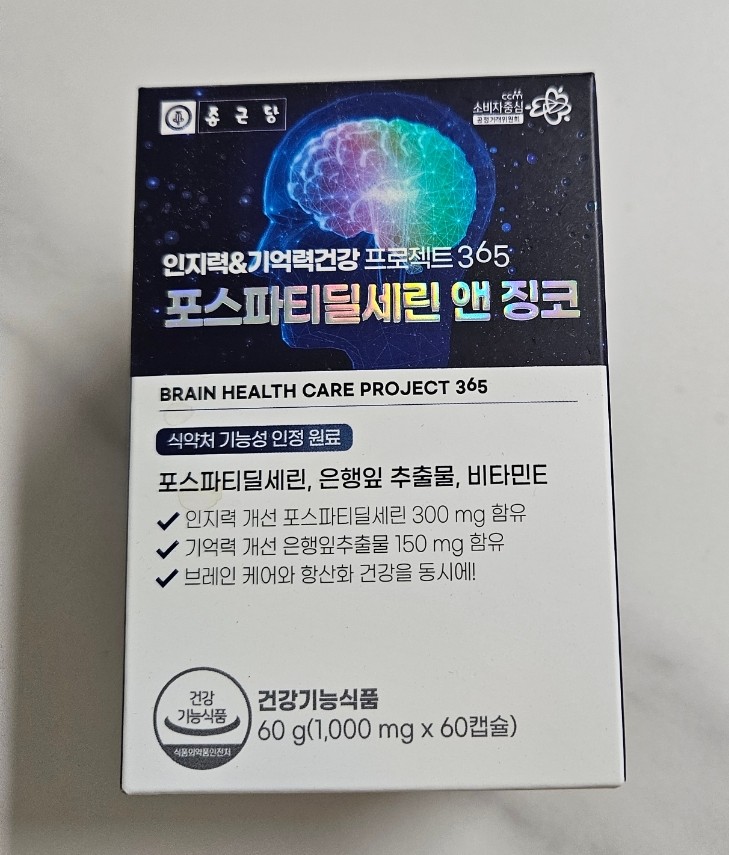 종근당
ccm
소비자중심
공정거래위원회
인지력&기억력건강 프로젝트 365
포스파티딜세린 앤 징코
BRAIN HEALTH CARE PROJECT 365
식약처 기능성 인정 원료
포스파티딜세린, 은행잎 추출물, 비타민E
인지력 개선 포스파티딜세린 300 mg 함유
기억력 개선 은행잎추출물 150 mg 함유
브레인 케어와 항산화 건강을 동시에!
건강
기능식품
식품의약품안전처
건강기능식품
60 g(1,000 mg x 60캡슐)